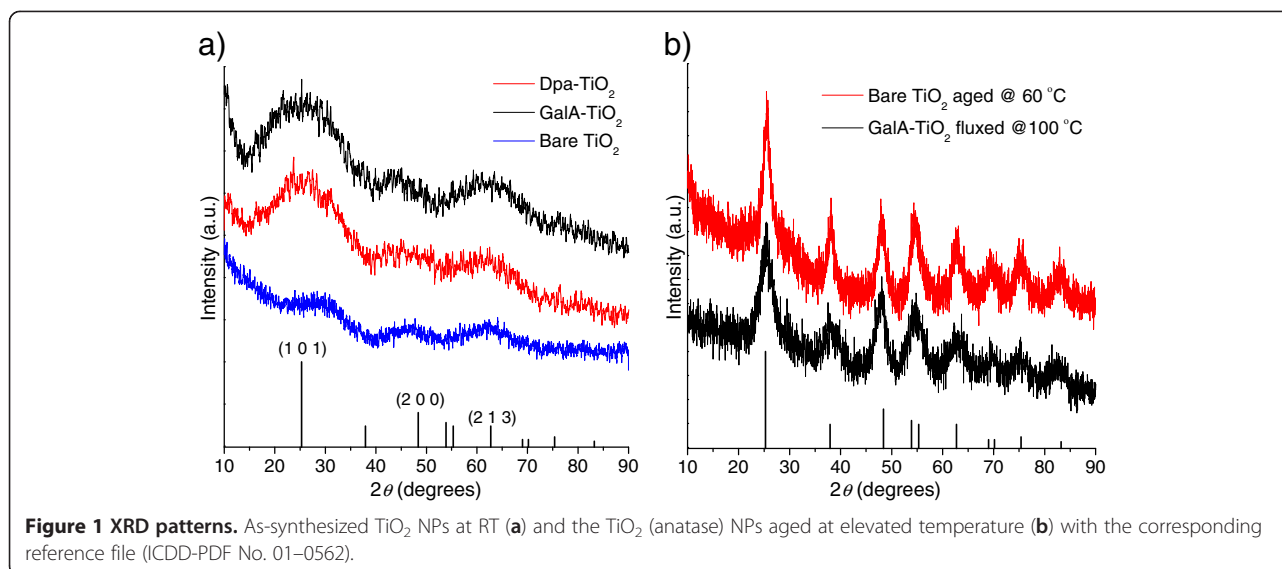 a)
Dpa-TiO₂
GalA-TiO₂
Bare TiO₂
Intensity (a.u.)
(1 0 1)
(2 0 0)
(2 1 3)
10 20 30 40 50 60 70 80 90
2θ (degrees)
b)
Bare TiO₂ aged @ 60 °C
GalA-TiO₂ fluxed @100 °C
Intensity (a.u.)
10 20 30 40 50 60 70 80 90
2θ (degrees)
Figure 1 XRD patterns. As-synthesized TiO₂ NPs at RT (a) and the TiO₂ (anatase) NPs aged at elevated temperature (b) with the corresponding
reference file (ICDD-PDF No. 01–0562).